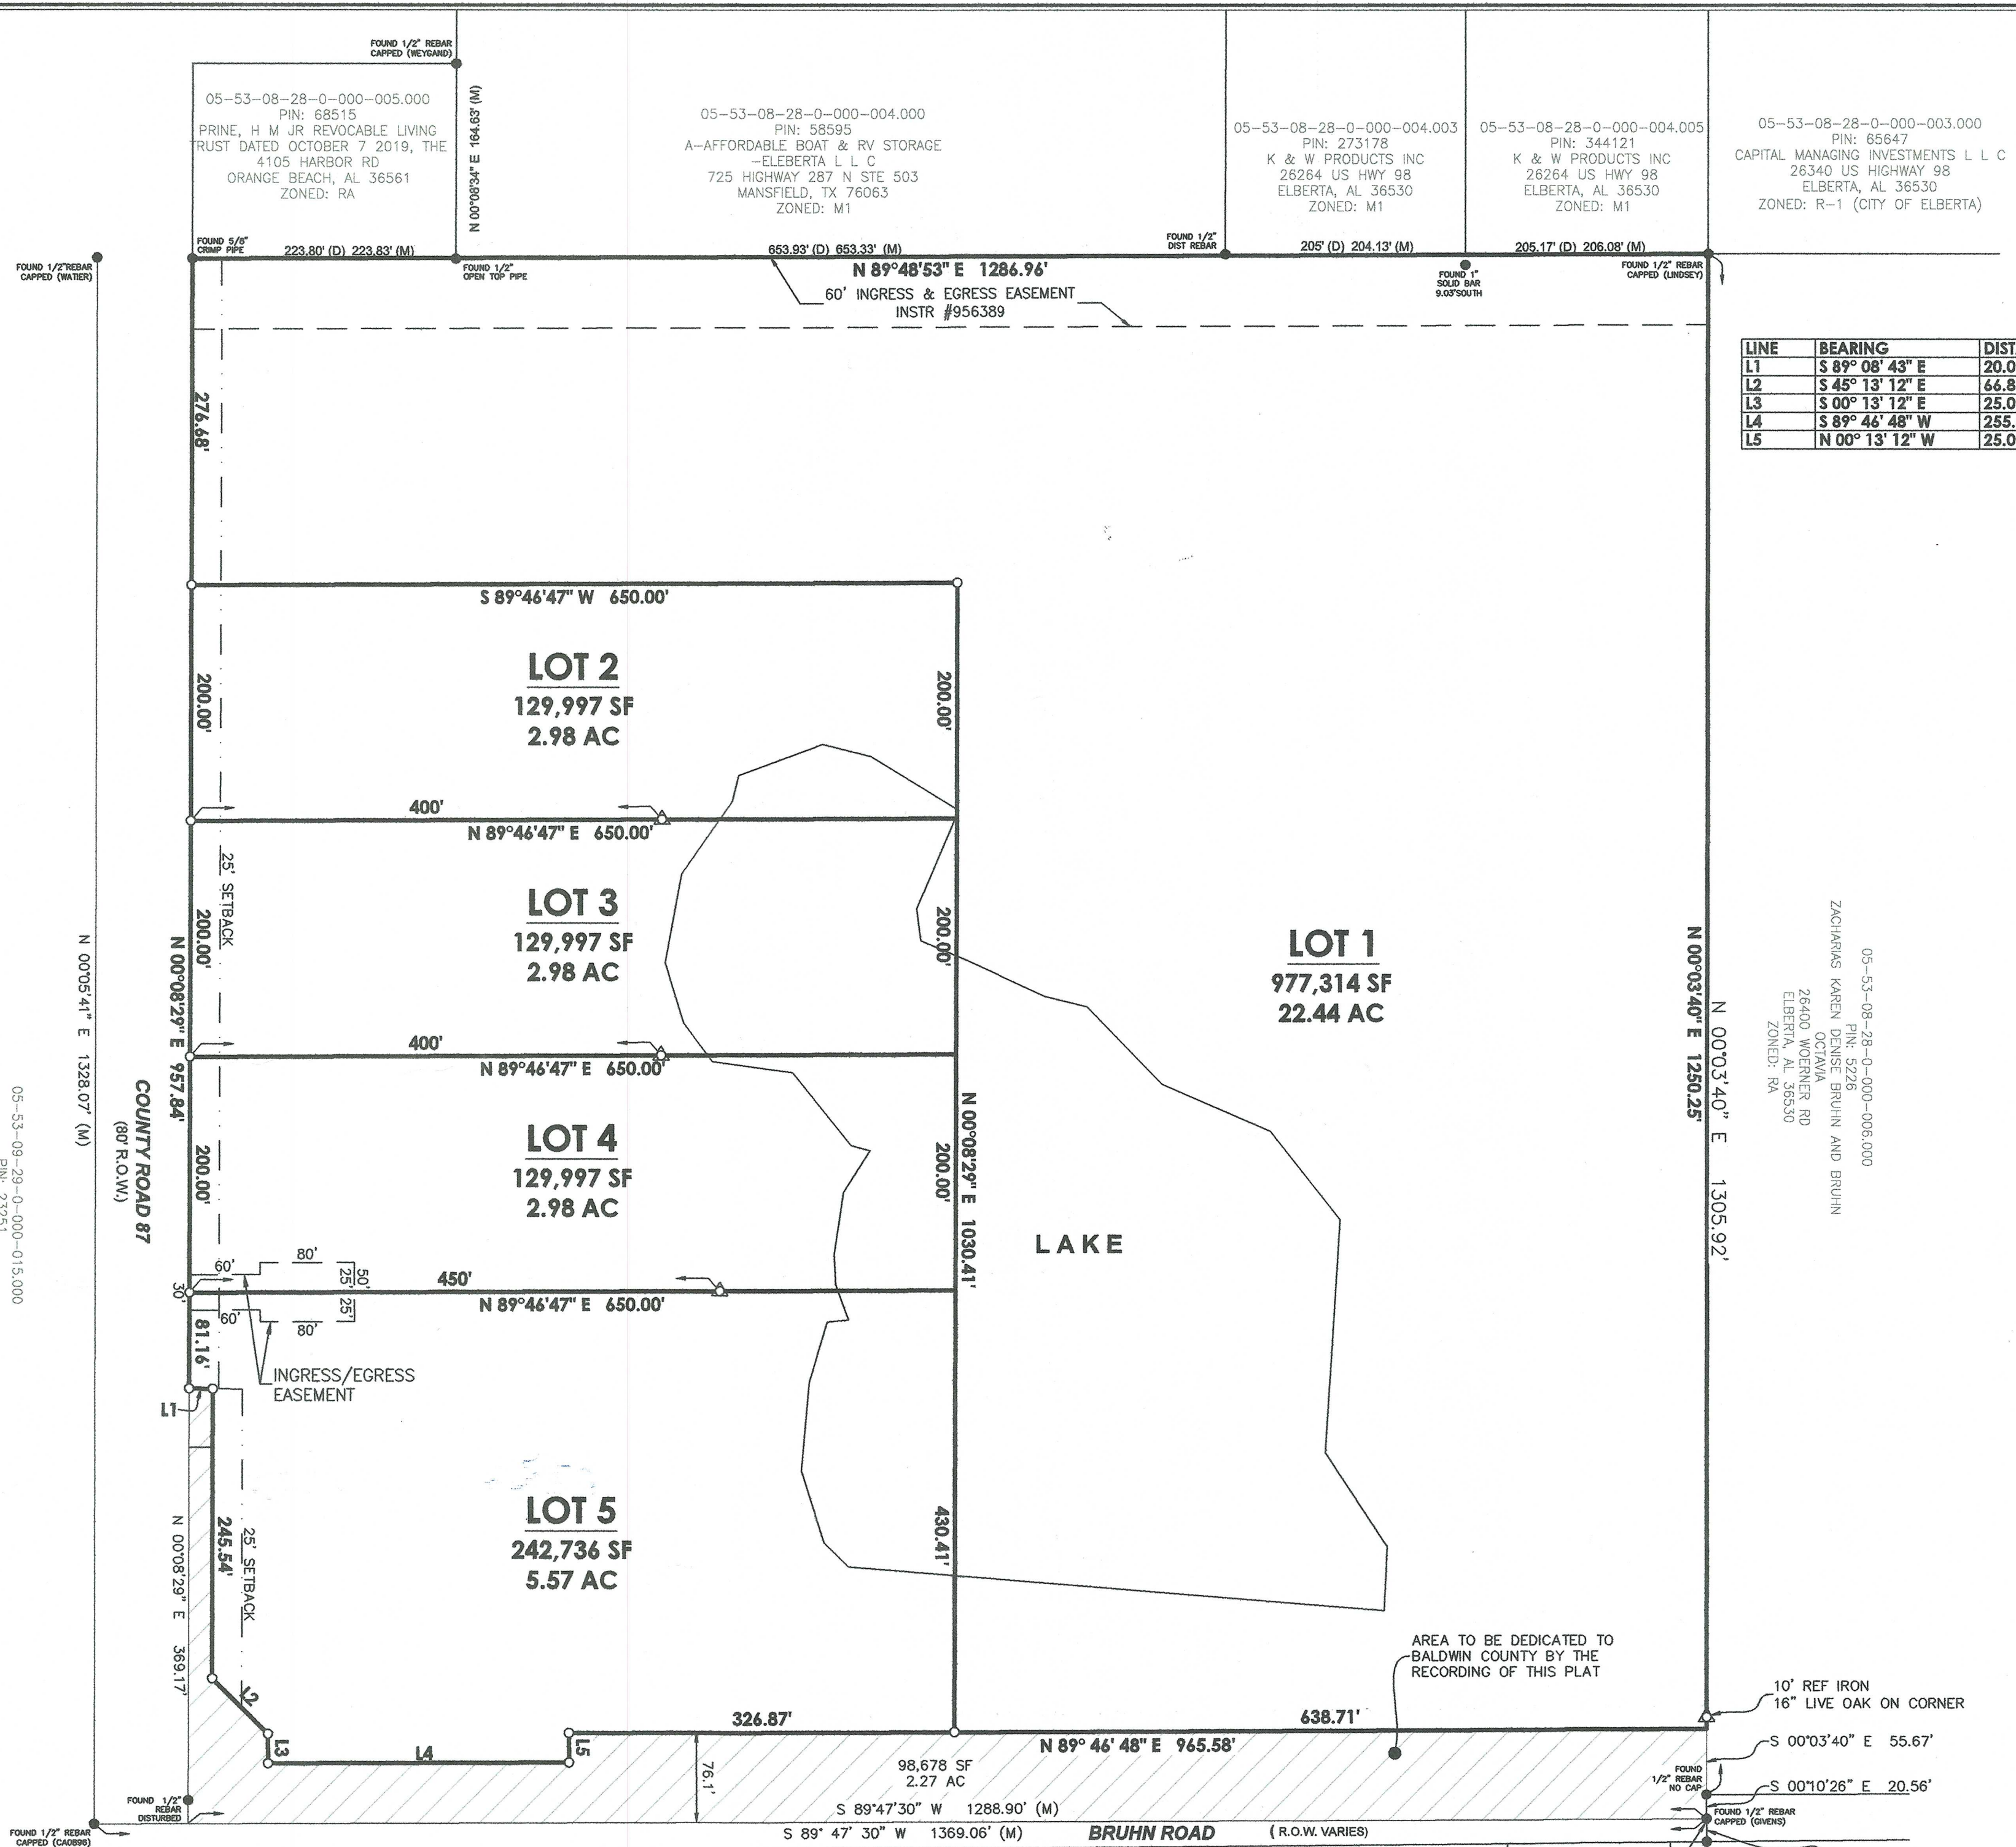 FOUND 1/2" REBAR
CAPPED (WEYGAND)
05-53-08-28-0-000-005.000
PIN: 68515
PRINE, H M JR REVOCABLE LIVING
TRUST DATED OCTOBER 7 2019, THE
4105 HARBOR RD
ORANGE BEACH, AL 36561
ZONED: RA
N 00°08'34" E 164.63' (M)
05-53-08-28-0-000-004.000
PIN: 58595
A-AFFORDABLE BOAT & RV STORAGE
-ELEBERTA L L C
725 HIGHWAY 287 N STE 503
MANSFIELD, TX 76063
ZONED: M1
05-53-08-28-0-000-004.003
PIN: 273178
K & W PRODUCTS INC
26264 US HWY 98
ELBERTA, AL 36530
ZONED: M1
05-53-08-28-0-000-004.005
PIN: 344121
K & W PRODUCTS INC
26264 US HWY 98
ELBERTA, AL 36530
ZONED: M1
05-53-08-28-0-000-003.000
PIN: 65647
CAPITAL MANAGING INVESTMENTS L L C
26340 US HIGHWAY 98
ELBERTA, AL 36530
ZONED: R-1 (CITY OF ELBERTA)
FOUND 1/2"REBAR
CAPPED (WATIER)
FOUND 5/8"
CRIMP PIPE
223.80' (D) 223.83' (M)
FOUND 1/2"
OPEN TOP PIPE
653.93' (D) 653.33' (M)
FOUND 1/2"
DIST REBAR
205' (D) 204.13' (M)
205.17' (D) 206.08' (M)
N 89°48'53" E 1286.96'
FOUND 1"
SOLID BAR
9.03'SOUTH
FOUND 1/2" REBAR
CAPPED (LINDSEY)
60' INGRESS & EGRESS EASEMENT
INSTR #956389
LINE BEARING DIST
L1 S 89° 08' 43" E 20.0
L2 S 45° 13' 12" E 66.8
L3 S 00° 13' 12" E 25.0
L4 S 89° 46' 48" W 255.
L5 N 00° 13' 12" W 25.0
276.68'
S 89°46'47" W 650.00'
LOT 2
129,997 SF
2.98 AC
200.00'
200.00'
400'
N 89°46'47" E 650.00'
25' SETBACK
LOT 3
129,997 SF
2.98 AC
200.00'
200.00'
400'
N 89°46'47" E 650.00'
LOT 1
977,314 SF
22.44 AC
N 00°03'40" E 1250.25'
N 00°03'40" E 1305.92'
05-53-08-28-0-000-006.000
PIN: 5226
ZACHARIAS KAREN DENISE BRUHN AND BRUHN
OCTAVIA
26400 WOERNER RD
ELBERTA, AL 36530
ZONED: RA
N 00°05'41" E 1328.07' (M)
N 00°08'29" E 957.84'
COUNTY ROAD 87
(80' R.O.W.)
05-53-09-29-0-000-015.000
PIN: 23251
LOT 4
129,997 SF
2.98 AC
200.00'
200.00'
N 00°08'29" E 1030.41'
LAKE
60'
80'
25'
50'
30'
450'
N 89°46'47" E 650.00'
60'
80'
25'
81.16'
INGRESS/EGRESS
EASEMENT
L1
LOT 5
242,736 SF
5.57 AC
430.41'
245.54'
25' SETBACK
N 00°08'29" E 369.17'
L2
L3
L4
L5
326.87'
638.71'
N 89° 46' 48" E 965.58'
AREA TO BE DEDICATED TO
BALDWIN COUNTY BY THE
RECORDING OF THIS PLAT
10' REF IRON
16" LIVE OAK ON CORNER
S 00°03'40" E 55.67'
FOUND
1/2" REBAR
NO CAP
S 00°10'26" E 20.56'
76.1'
98,678 SF
2.27 AC
FOUND 1/2"
REBAR
DISTURBED
S 89°47'30" W 1288.90' (M)
FOUND 1/2" REBAR
CAPPED (GIVENS)
FOUND 1/2" REBAR
CAPPED (CA0896)
S 89° 47' 30" W 1369.06' (M)
BRUHN ROAD
( R.O.W. VARIES)